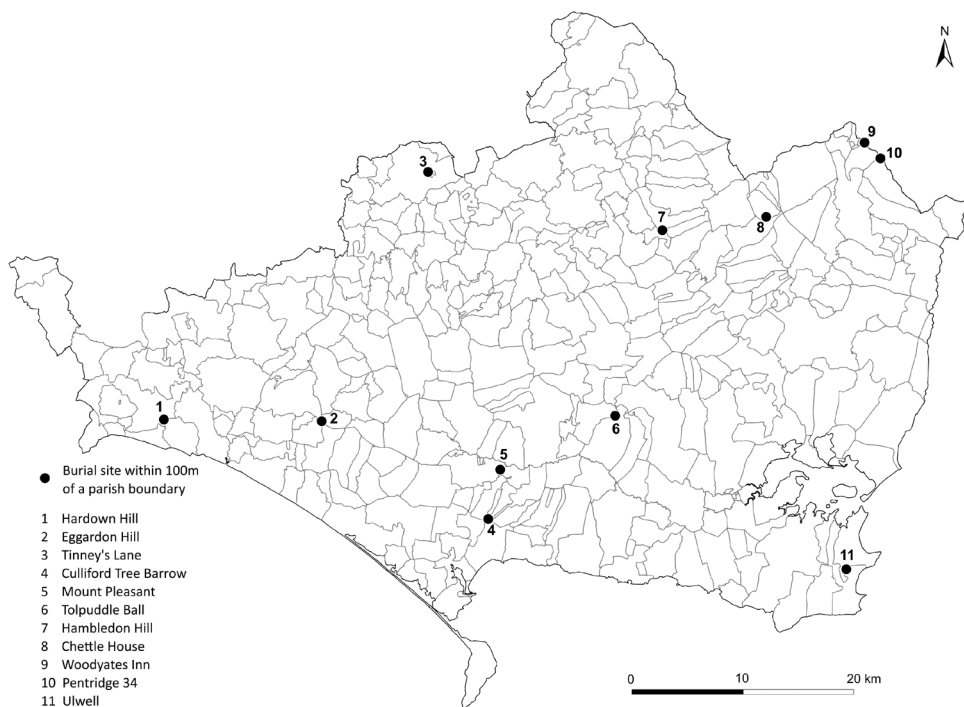 N
9
10
3
7
8
1
2
6
5
4
11
Burial site within 100m
of a parish boundary
1 Hardown Hill
2 Eggardon Hill
3 Tinney's Lane
4 Culliford Tree Barrow
5 Mount Pleasant
6 Tolpuddle Ball
7 Hambledon Hill
8 Chettle House
9 Woodyates Inn
10 Pentridge 34
11 Ulwell
0 10 20 km